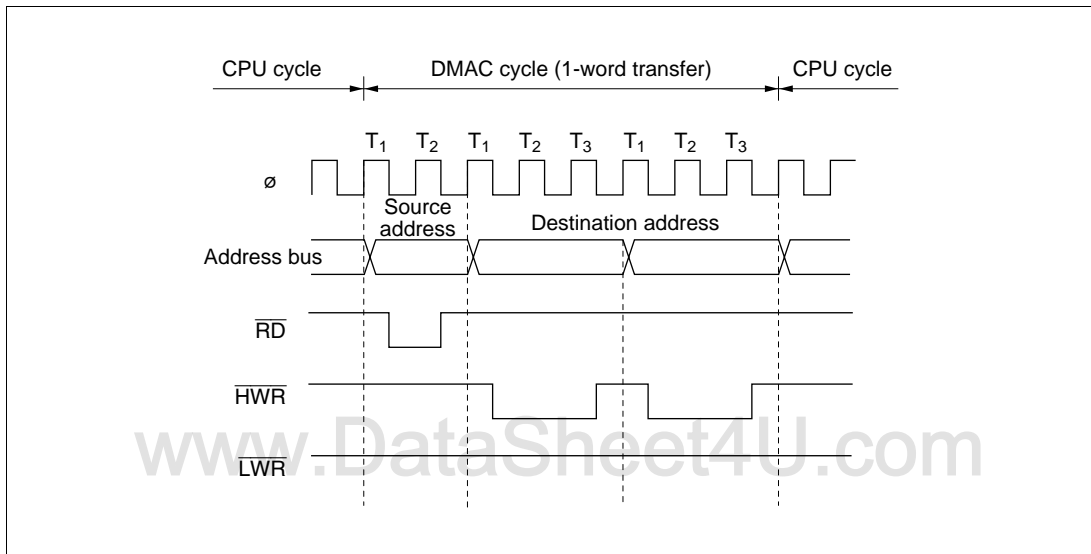 CPU cycle DMAC cycle (1-word transfer) CPU cycle
T1 T2 T1 T2 T3 T1 T2 T3
ø
Source
address
Destination address
Address bus
RD
HWR
LWR
www.DataSheet4U.com